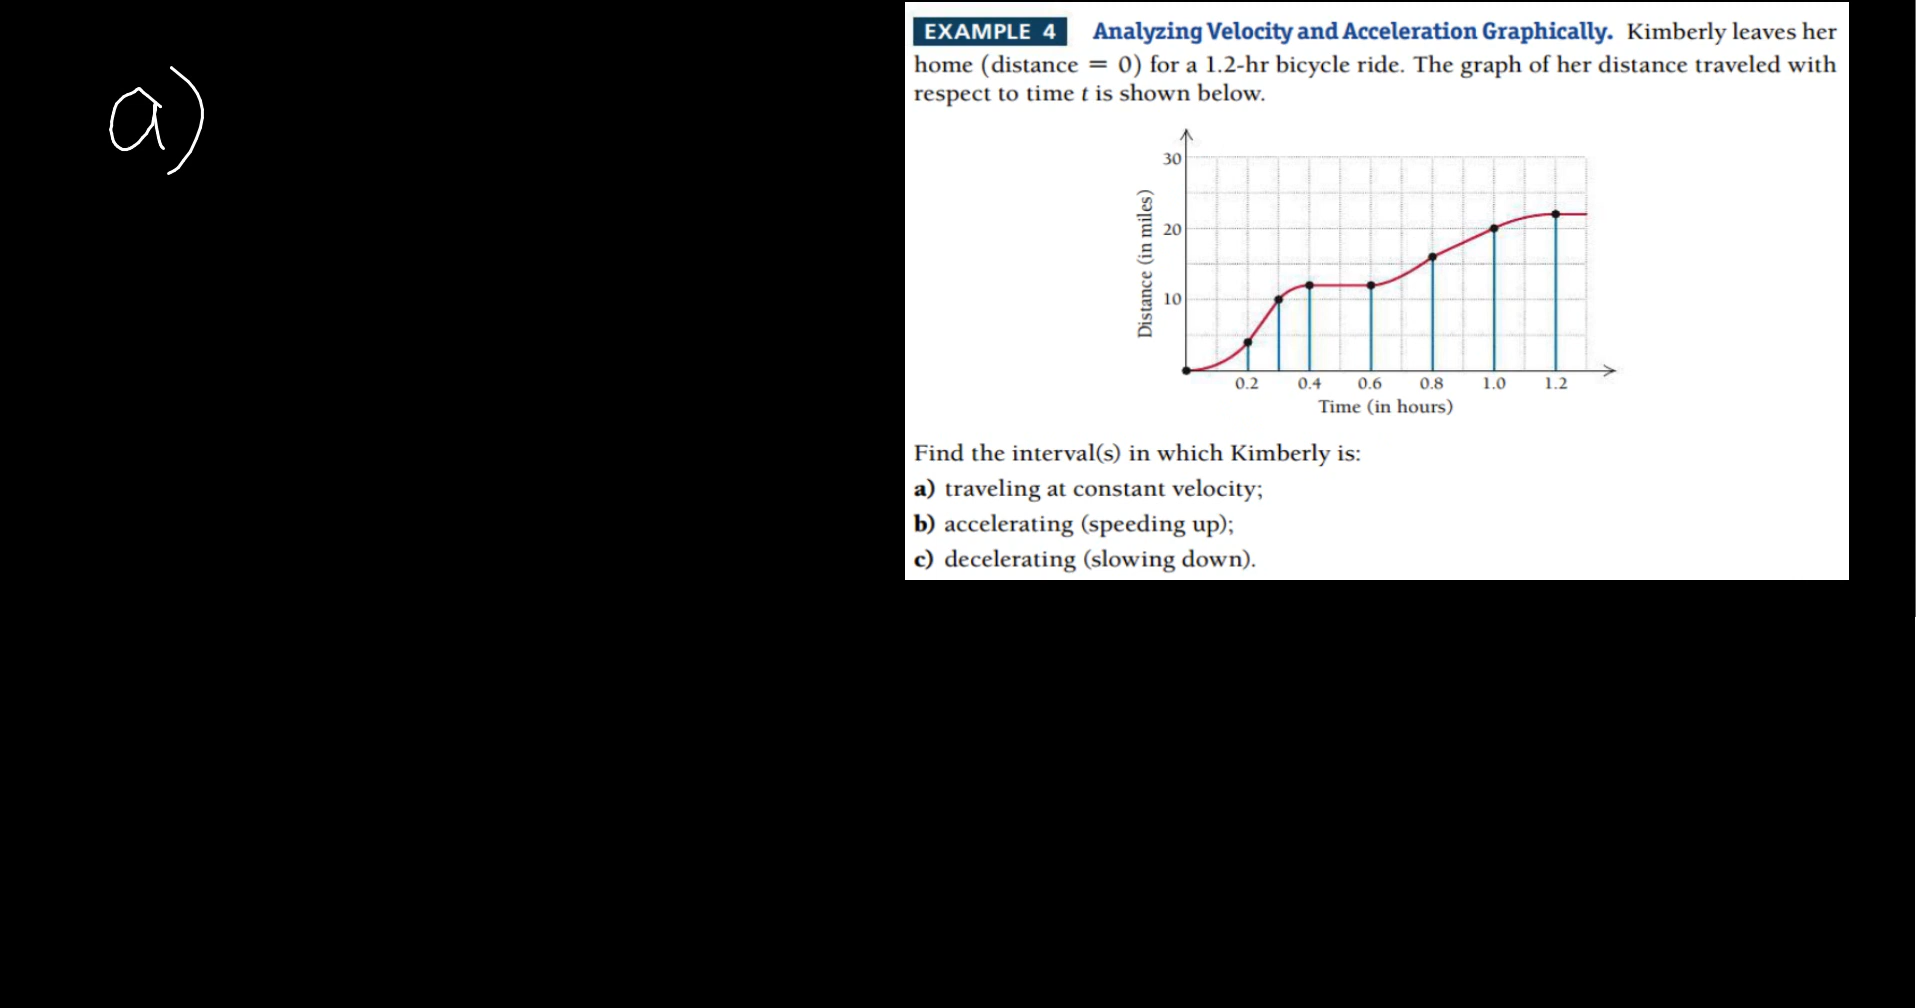 a)
EXAMPLE 4 Analyzing Velocity and Acceleration Graphically. Kimberly leaves her
home (distance = 0) for a 1.2-hr bicycle ride. The graph of her distance traveled with
respect to time t is shown below.
30
20
10
Distance (in miles)
0.2 0.4 0.6 0.8 1.0 1.2
Time (in hours)
Find the interval(s) in which Kimberly is:
a) traveling at constant velocity;
b) accelerating (speeding up);
c) decelerating (slowing down).